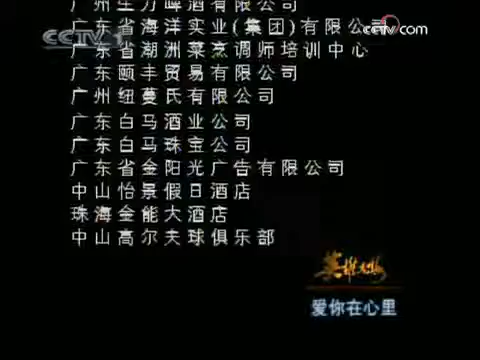 广州生力啤酒有限公司
广东省海洋实业(集团)有限公司
广东省潮洲菜烹调师培训中心
广东颐丰贸易有限公司
广州纽蔓氏有限公司
广东白马酒业公司
广东白马珠宝公司
广东省金阳光广告有限公司
中山怡景假日酒店
珠海金能大酒店
中山高尔夫球俱乐部
CCTV-1
cctv.com
爱你在心里